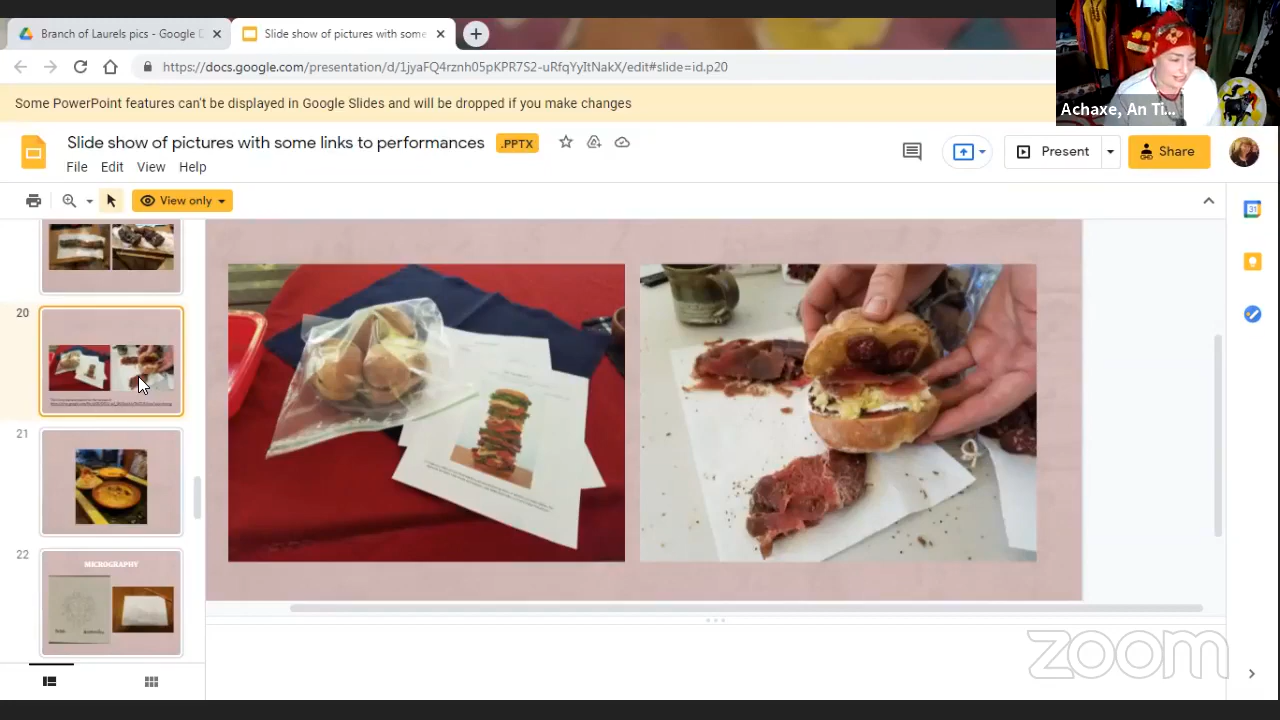 Branch of Laurels pics - Google D
Slide show of pictures with some
https://docs.google.com/presentation/d/1jyaFQ4rznh0SpKPR7S2-uRfqYyItNakX/edit#slide=id.p20
Some PowerPoint features can't be displayed in Google Slides and will be dropped if you make changes
Achaxe, An Ti...
Slide show of pictures with some links to performances .PPTX
File Edit View Help
Present
Share
View only
31
20
21
22
MICROGRAPHY
zoom